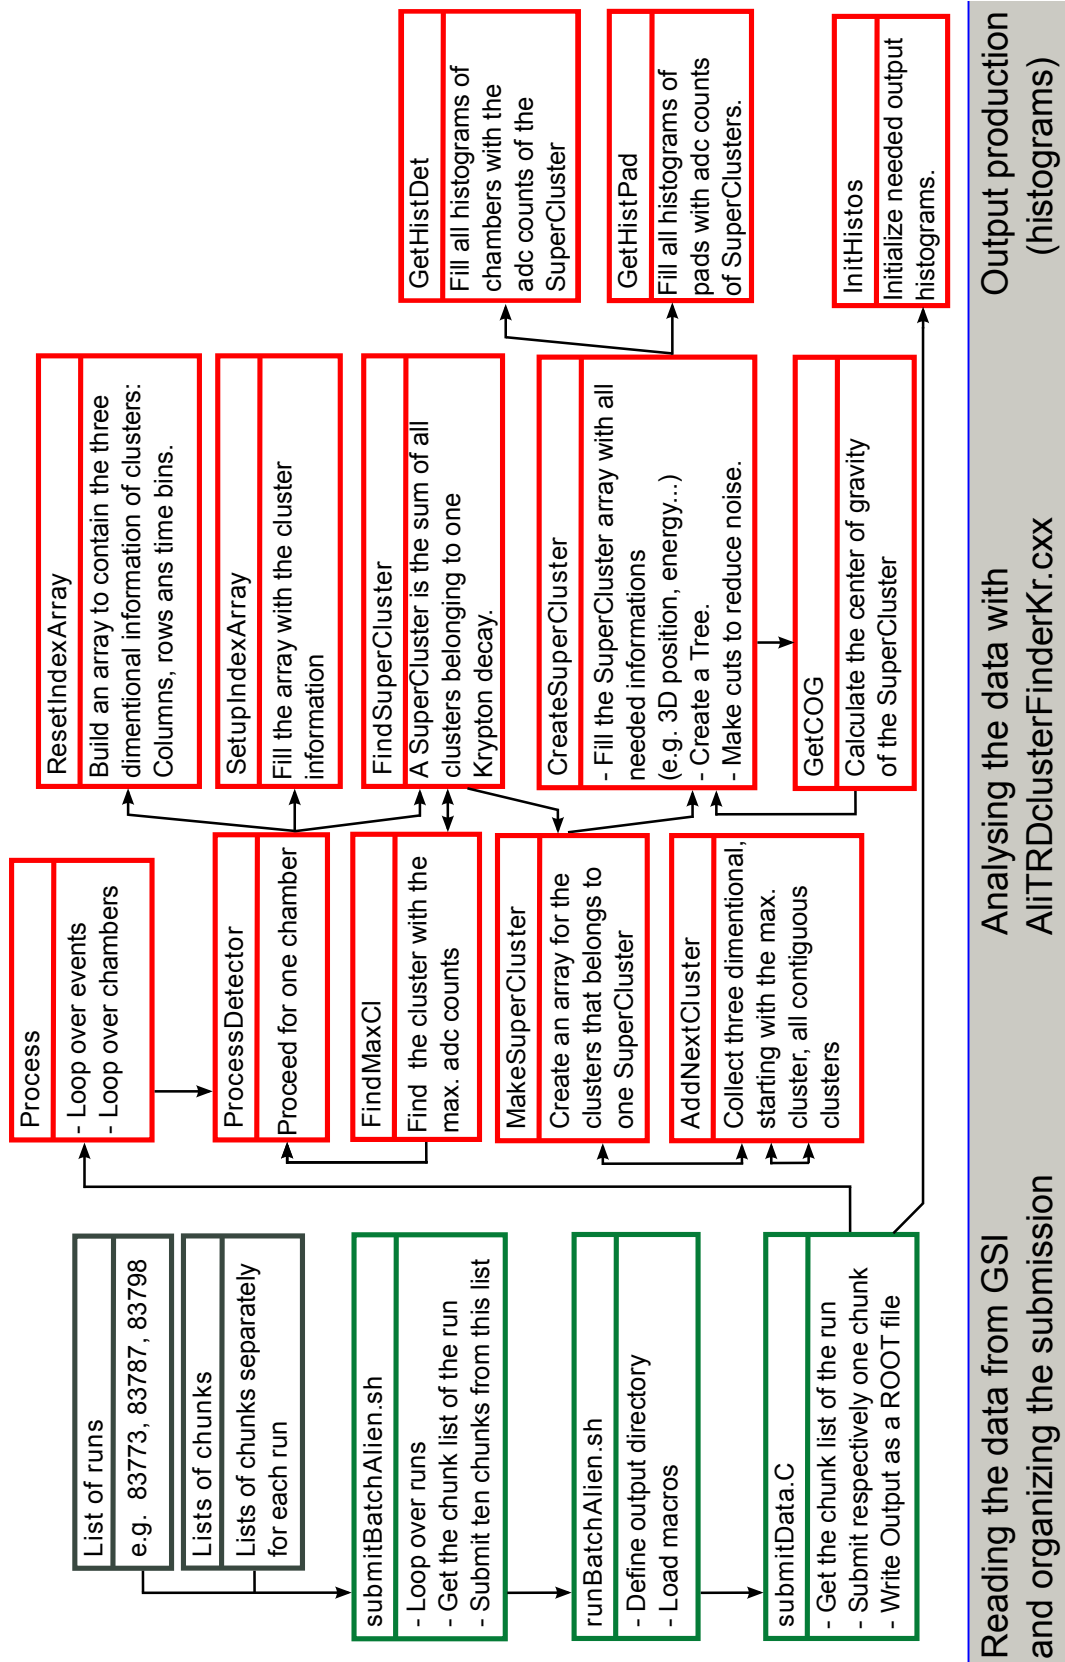 List of runs
e.g. 83773, 83787, 83798
Lists of chunks
Lists of chunks separately
for each run
submitBatchAlien.sh
- Loop over runs
- Get the chunk list of the run
- Submit ten chunks from this list
runBatchAlien.sh
- Define output directory
- Load macros
submitData.C
- Get the chunk list of the run
- Submit respectively one chunk
- Write Output as a ROOT file
Process
- Loop over events
- Loop over chambers
ProcessDetector
Proceed for one chamber
FindMaxCl
Find the cluster with the
max. adc counts
MakeSuperCluster
Create an array for the
clusters that belongs to
one SuperCluster
AddNextCluster
Collect three dimentional,
starting with the max.
cluster, all contiguous
clusters
ResetIndexArray
Build an array to contain the three
dimentional information of clusters:
Columns, rows ans time bins.
SetupIndexArray
Fill the array with the cluster
information
FindSuperCluster
A SuperCluster is the sum of all
clusters belonging to one
Krypton decay.
CreateSuperCluster
- Fill the SuperCluster array with all
needed informations
(e.g. 3D position, energy...)
- Create a Tree.
- Make cuts to reduce noise.
GetCOG
Calculate the center of gravity
of the SuperCluster
GetHistDet
Fill all histograms of
chambers with the
adc counts of the
SuperCluster
GetHistPad
Fill all histograms of
pads with adc counts
of SuperClusters.
InitHistos
Initialize needed output
histograms.
Reading the data from GSI
and organizing the submission
Analysing the data with
AliTRDclusterFinderKr.cxx
Output production
(histograms)